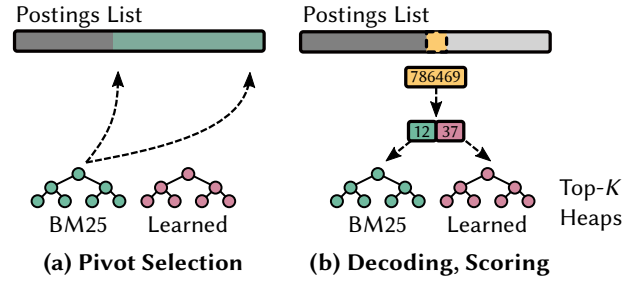 Postings List
BM25
Learned
(a) Pivot Selection
Postings List
786469
12 37
BM25
Learned
Top-K
Heaps
(b) Decoding, Scoring